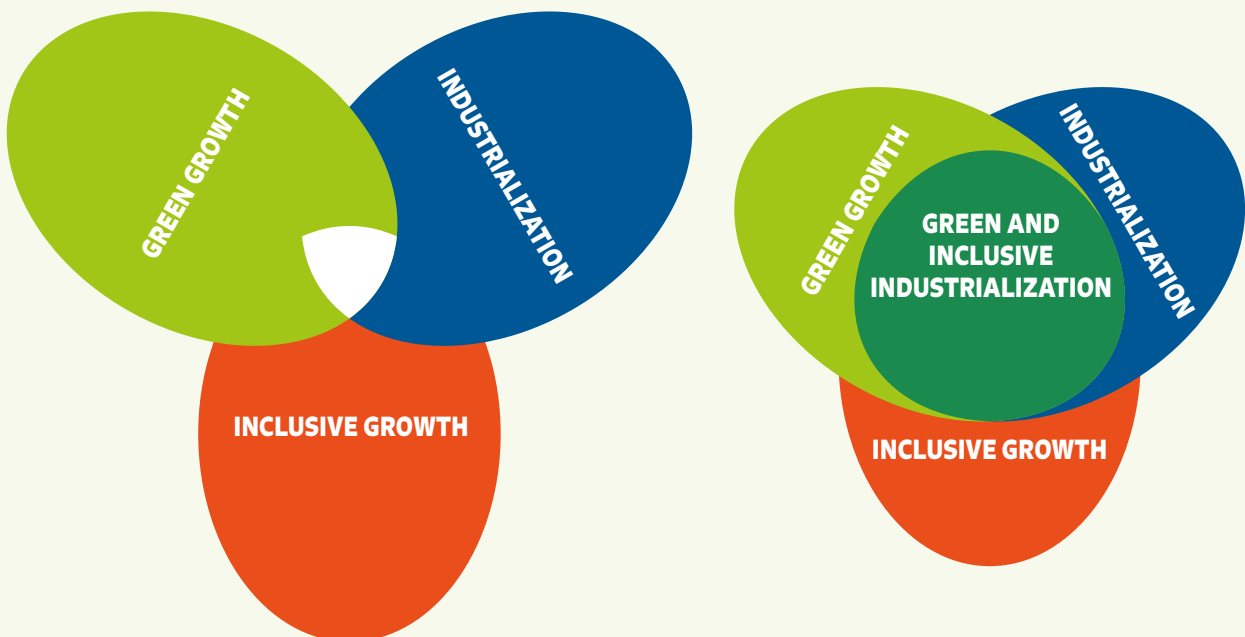 GREEN GROWTH
INDUSTRIALIZATION
INCLUSIVE GROWTH
GREEN GROWTH
INDUSTRIALIZATION
GREEN AND
INCLUSIVE
INDUSTRIALIZATION
INCLUSIVE GROWTH